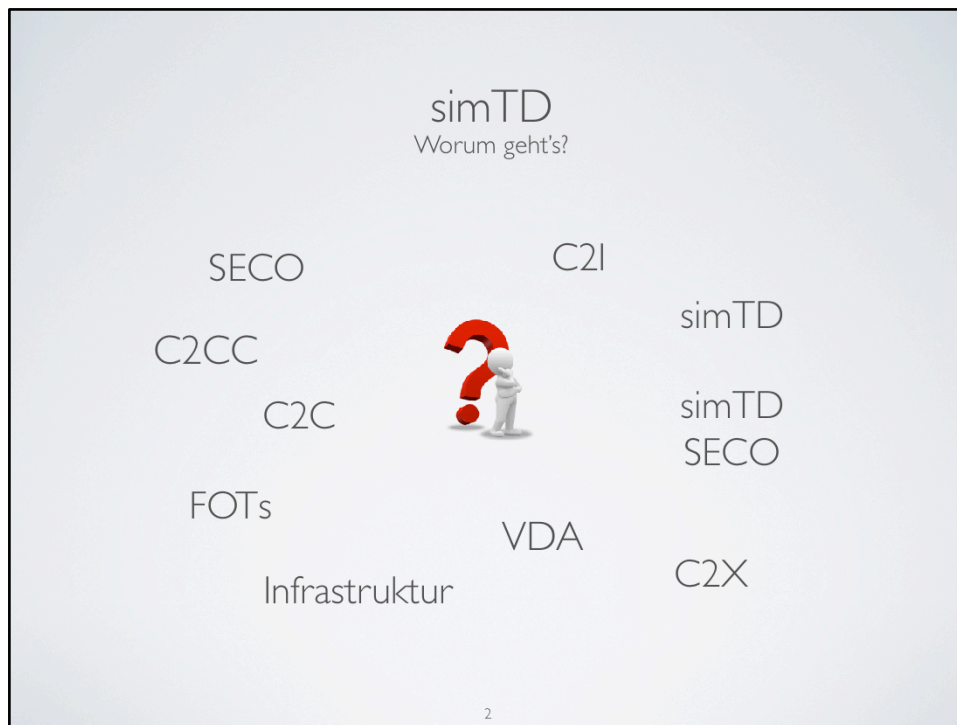 simTD
Worum geht's?
SECO
C2I
simTD
C2CC
simTD
SECO
C2C
FOTs
VDA
C2X
Infrastruktur
2